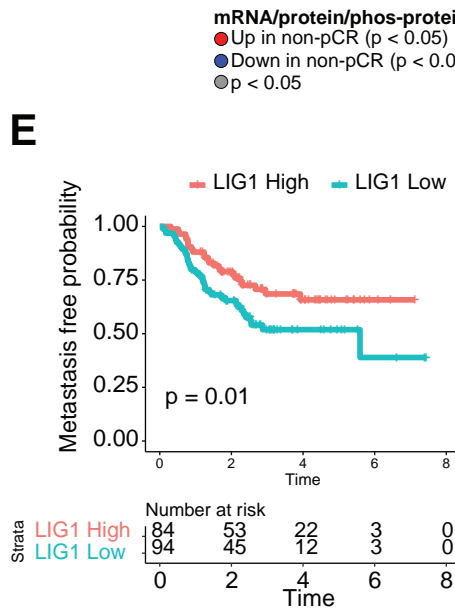 mRNA/protein/phos-protei
Up in non-pCR (p < 0.05)
Down in non-pCR (p < 0.0
p < 0.05
E
LIG1 High LIG1 Low
Metastasis free probability
1.00
0.75
0.50
0.25
0.00
p = 0.01
0 2 4 6 8
Time
Number at risk
Strata
LIG1 High 84 53 22 3 0
LIG1 Low 94 45 12 3 0
0 2 4 6 8
Time